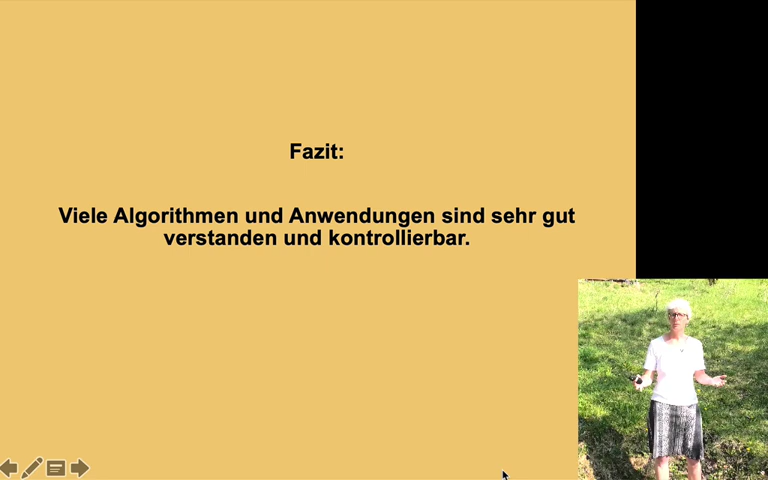 Fazit:
Viele Algorithmen und Anwendungen sind sehr gut
verstanden und kontrollierbar.